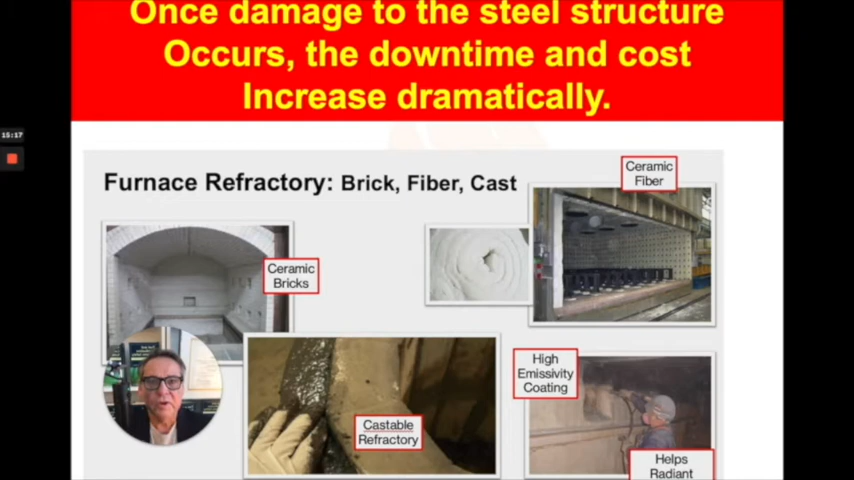 Once damage to the steel structure
Occurs, the downtime and cost
Increase dramatically.
15:17
Furnace Refractory: Brick, Fiber, Cast
Ceramic
Fiber
Ceramic
Bricks
High
Emissivity
Coating
Castable
Refractory
Helps
Radiant